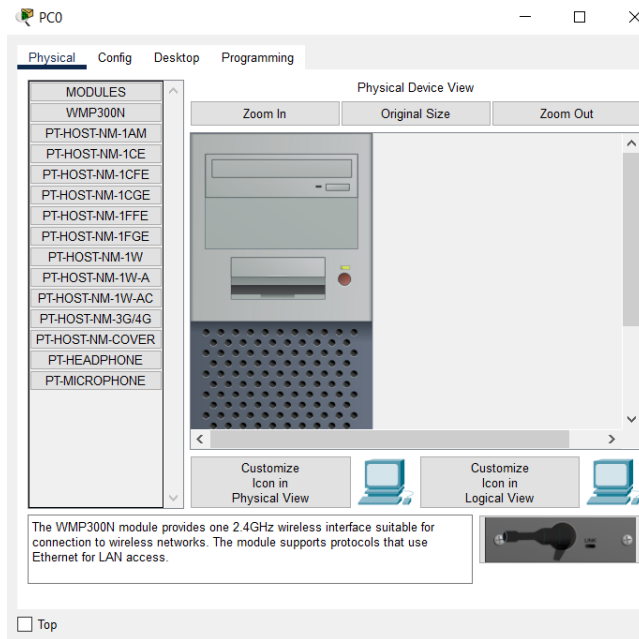 PC0
Physical Config Desktop Programming
MODULES
WMP300N
PT-HOST-NM-1AM
PT-HOST-NM-1CE
PT-HOST-NM-1CFE
PT-HOST-NM-1CGE
PT-HOST-NM-1FFE
PT-HOST-NM-1FGE
PT-HOST-NM-1W
PT-HOST-NM-1W-A
PT-HOST-NM-1W-AC
PT-HOST-NM-3G/4G
PT-HOST-NM-COVER
PT-HEADPHONE
PT-MICROPHONE
Physical Device View
Zoom In Original Size Zoom Out
Customize
Icon in
Physical View
Customize
Icon in
Logical View
The WMP300N module provides one 2.4GHz wireless interface suitable for
connection to wireless networks. The module supports protocols that use
Ethernet for LAN access.
LINK
Top